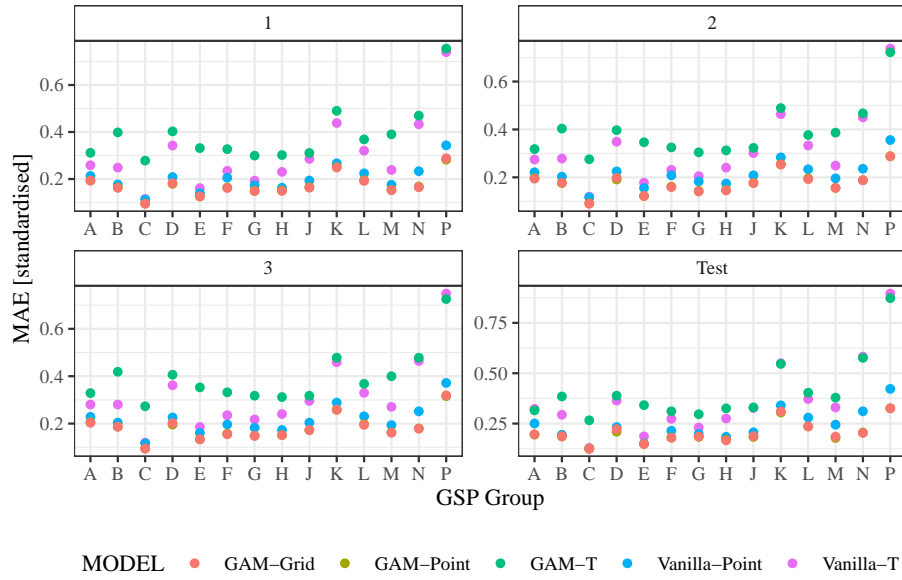 1
2
0.6
0.4
0.2
0.6
0.4
0.2
A B C D E F G H J K L M N P
A B C D E F G H J K L M N P
3
Test
0.6
0.4
0.2
0.75
0.50
0.25
A B C D E F G H J K L M N P
A B C D E F G H J K L M N P
MAE [standardised]
GSP Group
MODEL GAM−Grid GAM−Point GAM−T Vanilla−Point Vanilla−T